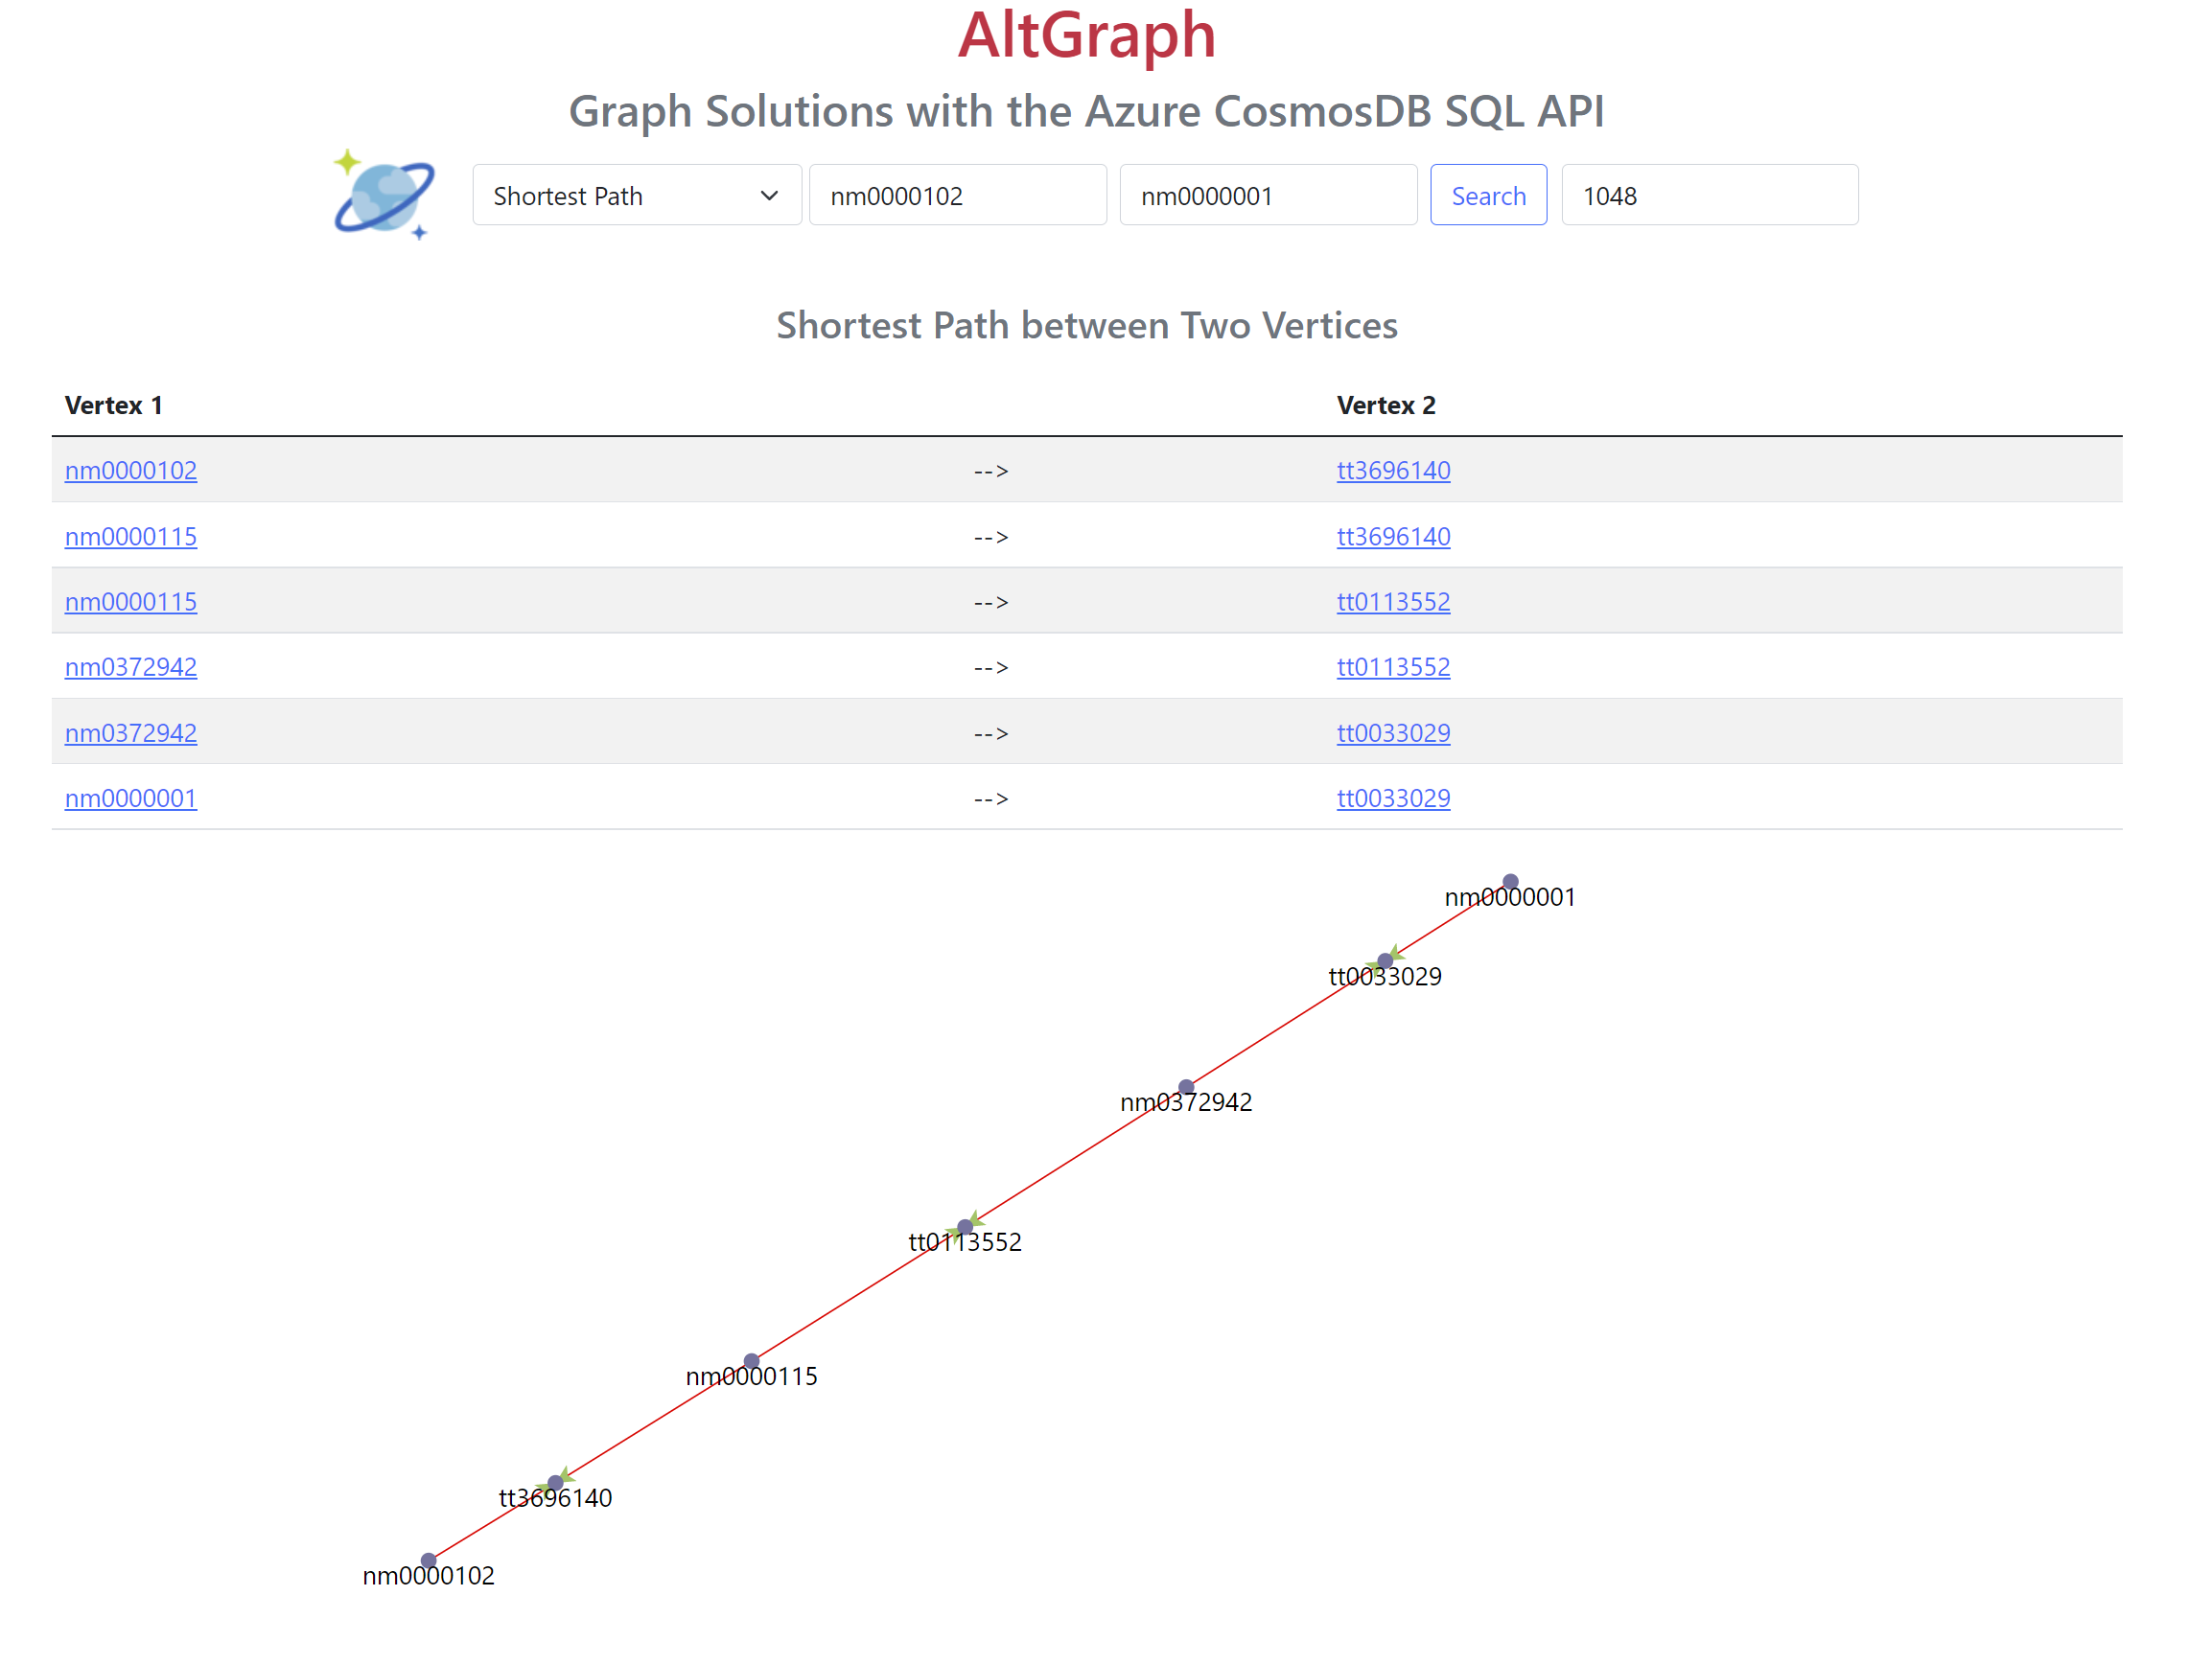 AltGraph
Graph Solutions with the Azure CosmosDB SQL API
Shortest Path nm0000102 nm0000001 Search 1048
Shortest Path between Two Vertices
Vertex 1 Vertex 2
nm0000102 --> tt3696140
nm0000115 --> tt3696140
nm0000115 --> tt0113552
nm0372942 --> tt0113552
nm0372942 --> tt0033029
nm0000001 --> tt0033029
nm0000001
tt0033029
nm0372942
tt0113552
nm0000115
tt3696140
nm0000102